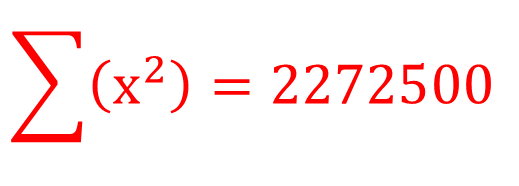 ∑(x²) = 2272500